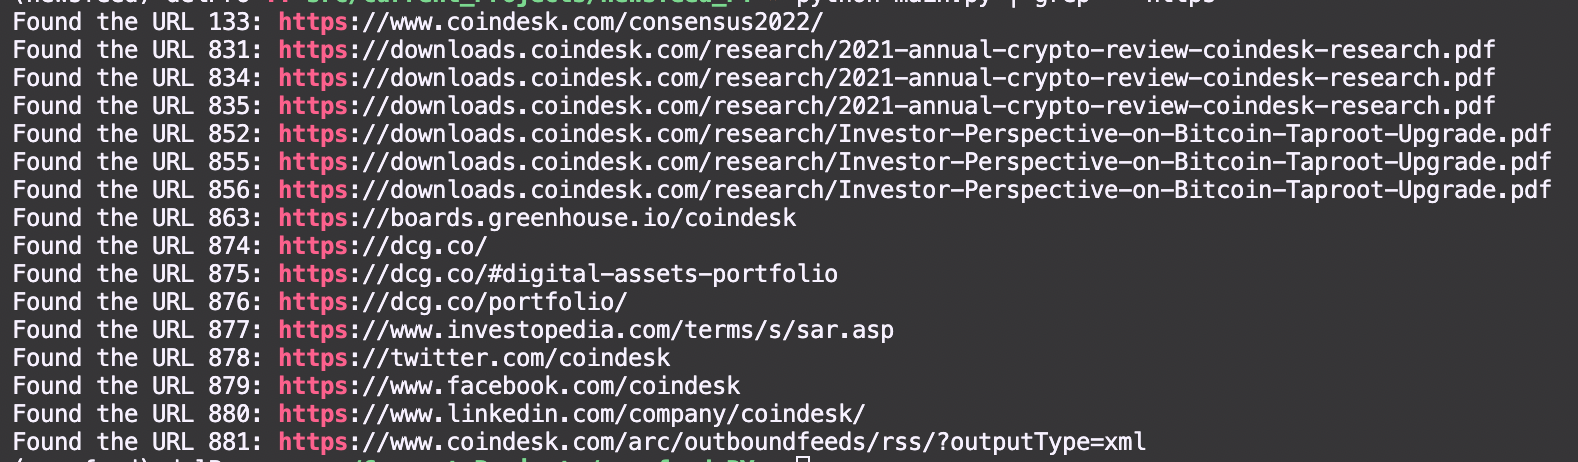 python main.py | grep
Found the URL 133: https://www.coindesk.com/consensus2022/
Found the URL 831: https://downloads.coindesk.com/research/2021-annual-crypto-review-coindesk-research.pdf
Found the URL 834: https://downloads.coindesk.com/research/2021-annual-crypto-review-coindesk-research.pdf
Found the URL 835: https://downloads.coindesk.com/research/2021-annual-crypto-review-coindesk-research.pdf
Found the URL 852: https://downloads.coindesk.com/research/Investor-Perspective-on-Bitcoin-Taproot-Upgrade.pdf
Found the URL 855: https://downloads.coindesk.com/research/Investor-Perspective-on-Bitcoin-Taproot-Upgrade.pdf
Found the URL 856: https://downloads.coindesk.com/research/Investor-Perspective-on-Bitcoin-Taproot-Upgrade.pdf
Found the URL 863: https://boards.greenhouse.io/coindesk
Found the URL 874: https://dcg.co/
Found the URL 875: https://dcg.co/#digital-assets-portfolio
Found the URL 876: https://dcg.co/portfolio/
Found the URL 877: https://www.investopedia.com/terms/s/sar.asp
Found the URL 878: https://twitter.com/coindesk
Found the URL 879: https://www.facebook.com/coindesk
Found the URL 880: https://www.linkedin.com/company/coindesk/
Found the URL 881: https://www.coindesk.com/arc/outboundfeeds/rss/?outputType=xml